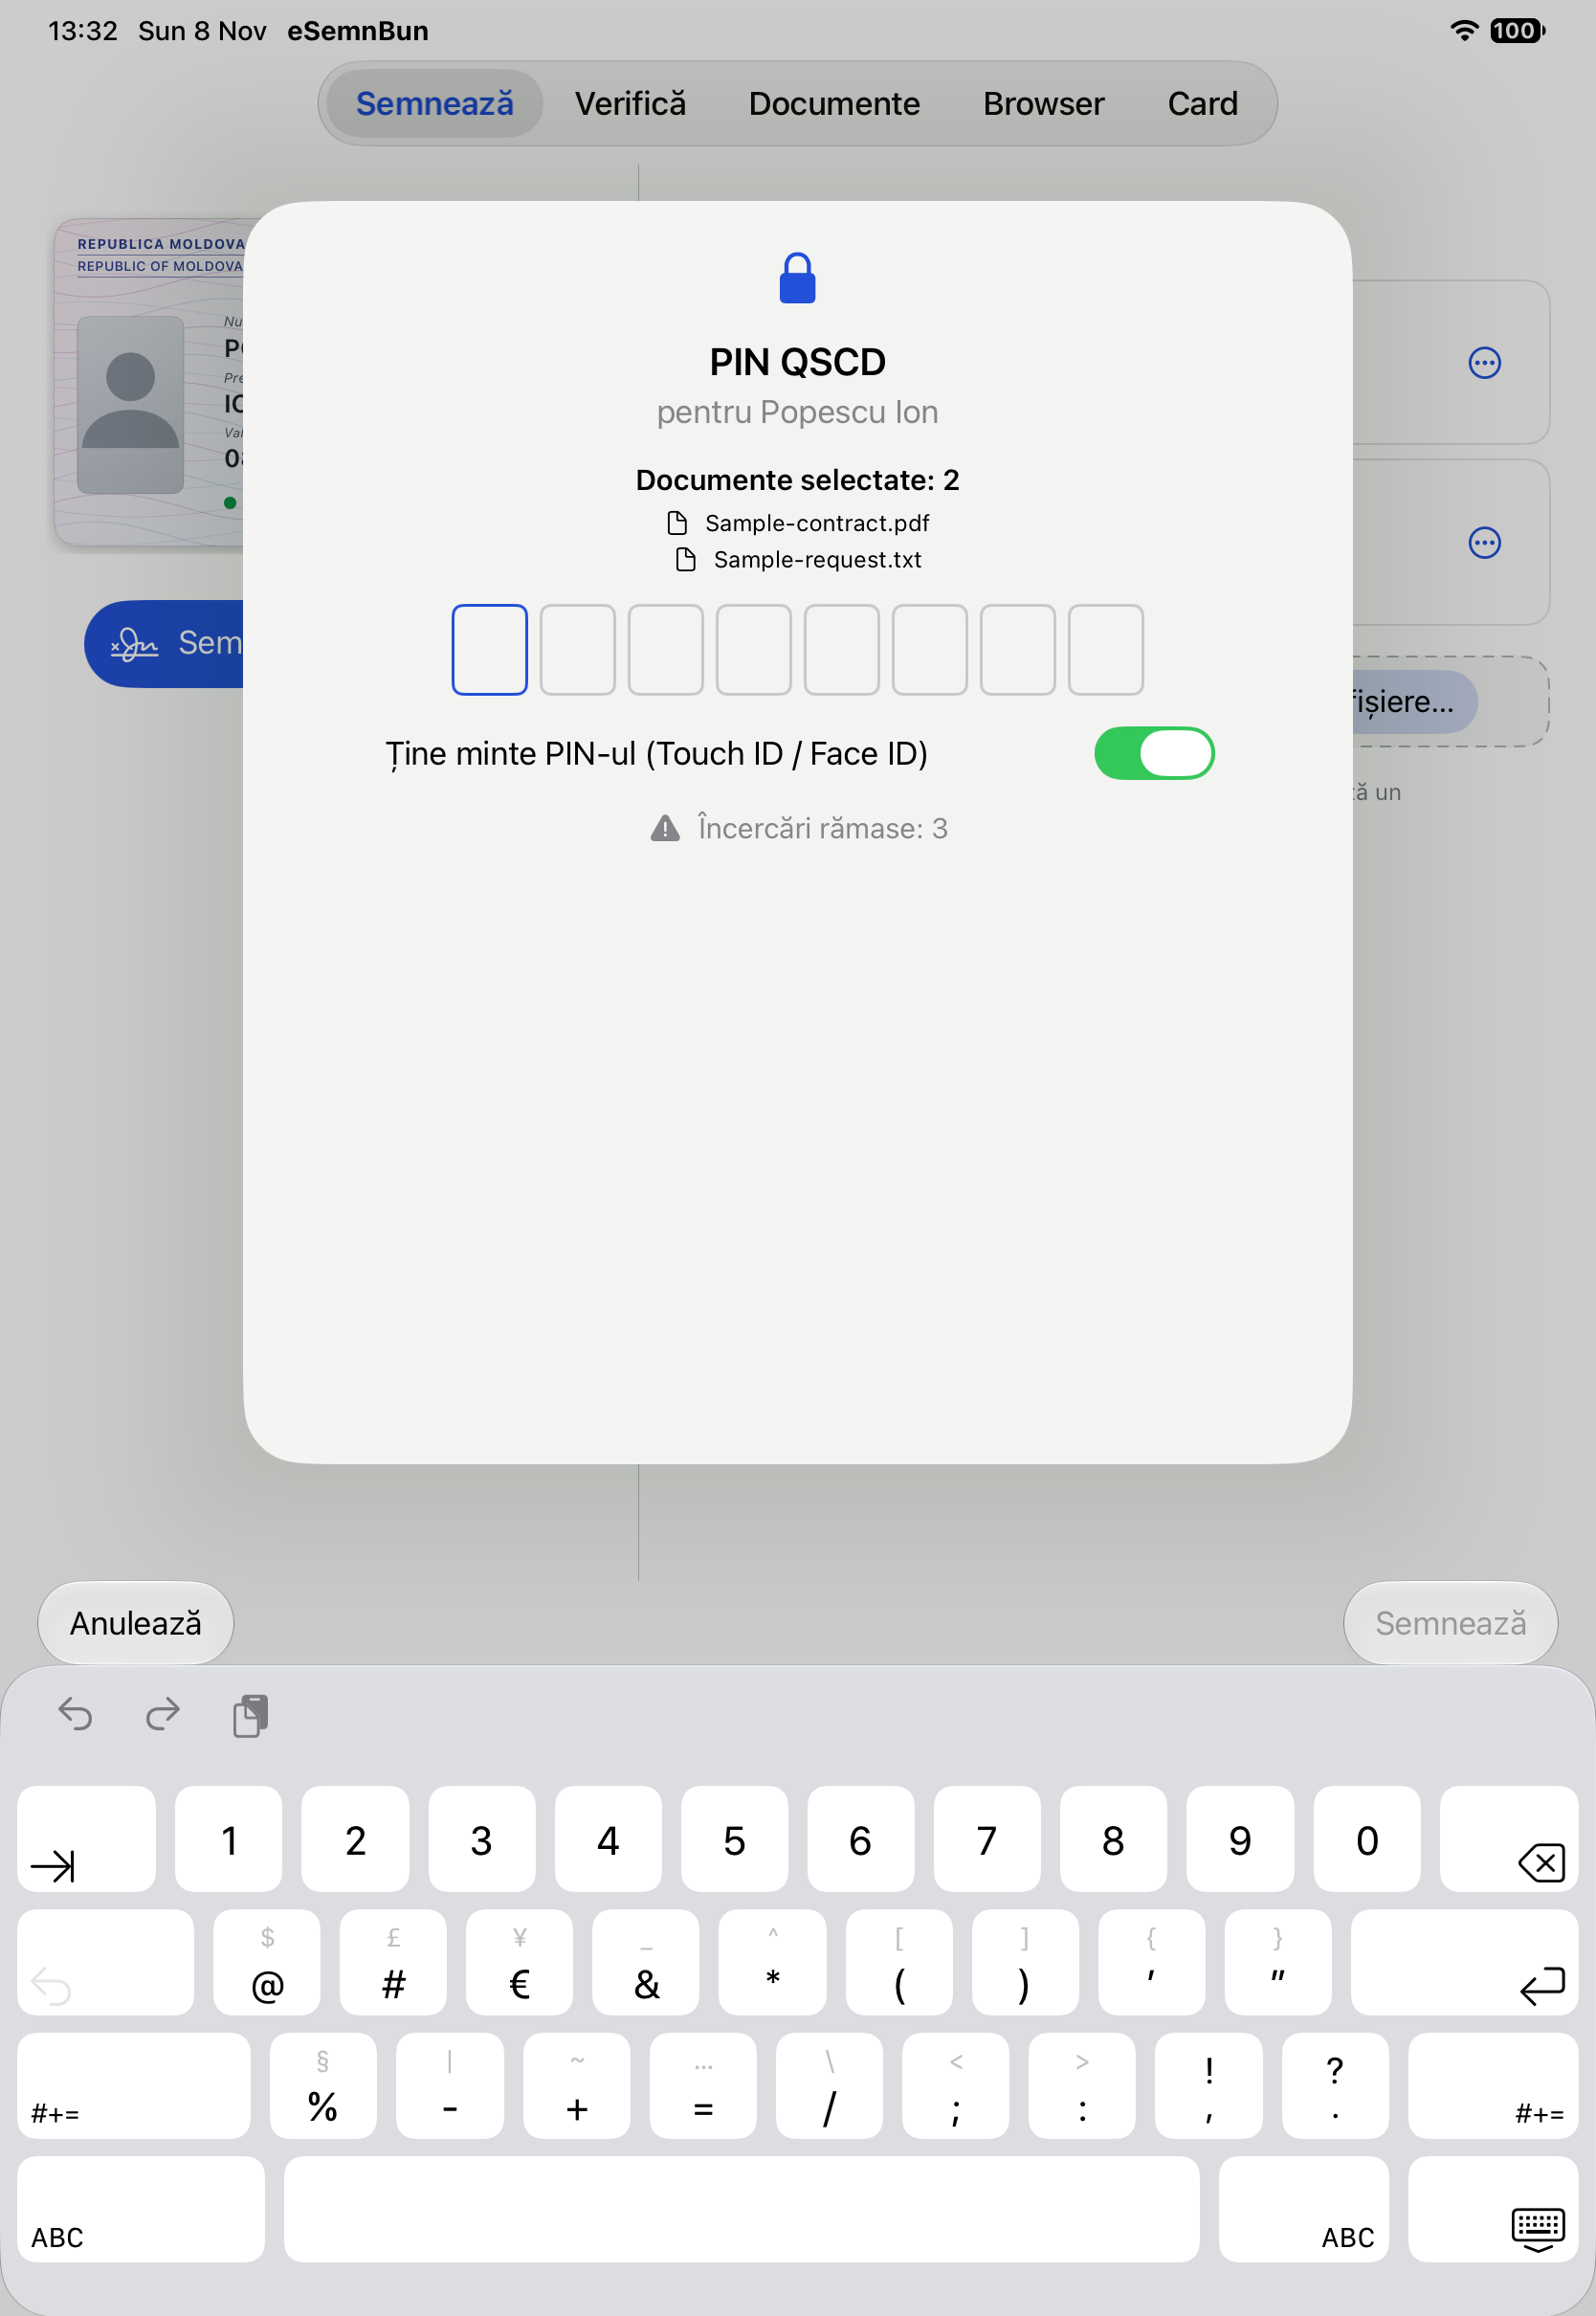 13:32 Sun 8 Nov eSemnBun
100
Semnează Verifică Documente Browser Card
REPUBLICA MOLDOVA
REPUBLIC OF MOLDOVA
PIN QSCD
pentru Popescu Ion
Documente selectate: 2
Sample-contract.pdf
Sample-request.txt
Ține minte PIN-ul (Touch ID / Face ID)
Încercări rămase: 3
fișiere...
un
Anulează
Semnează
1 2 3 4 5 6 7 8 9 0
$ £ ¥ _ ^ [ ] { }
@ # € & * ( ) ' "
§ | ~ … \ < > ! ?
#+= % - + = / ; : , . #+=
ABC ABC